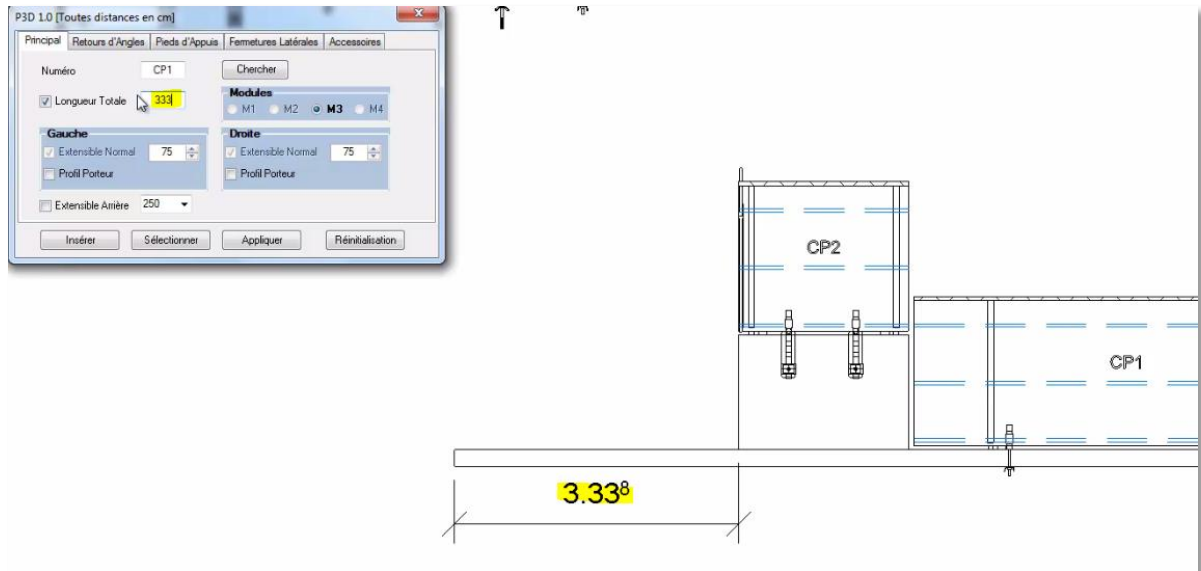 P3D 1.0 [Toutes distances en cm]
Principal Retours d'Angles Pieds d'Appuis Fermetures Latérales Accessoires
Numéro CP1 Chercher
Longueur Totale 333 Modules
M1 M2 M3 M4
Gauche Droite
Extensible Normal 75 Extensible Normal 75
Profil Porteur Profil Porteur
Extensible Arrière 250
Insérer Sélectionner Appliquer Réinitialisation
CP2
CP1
3.33⁸